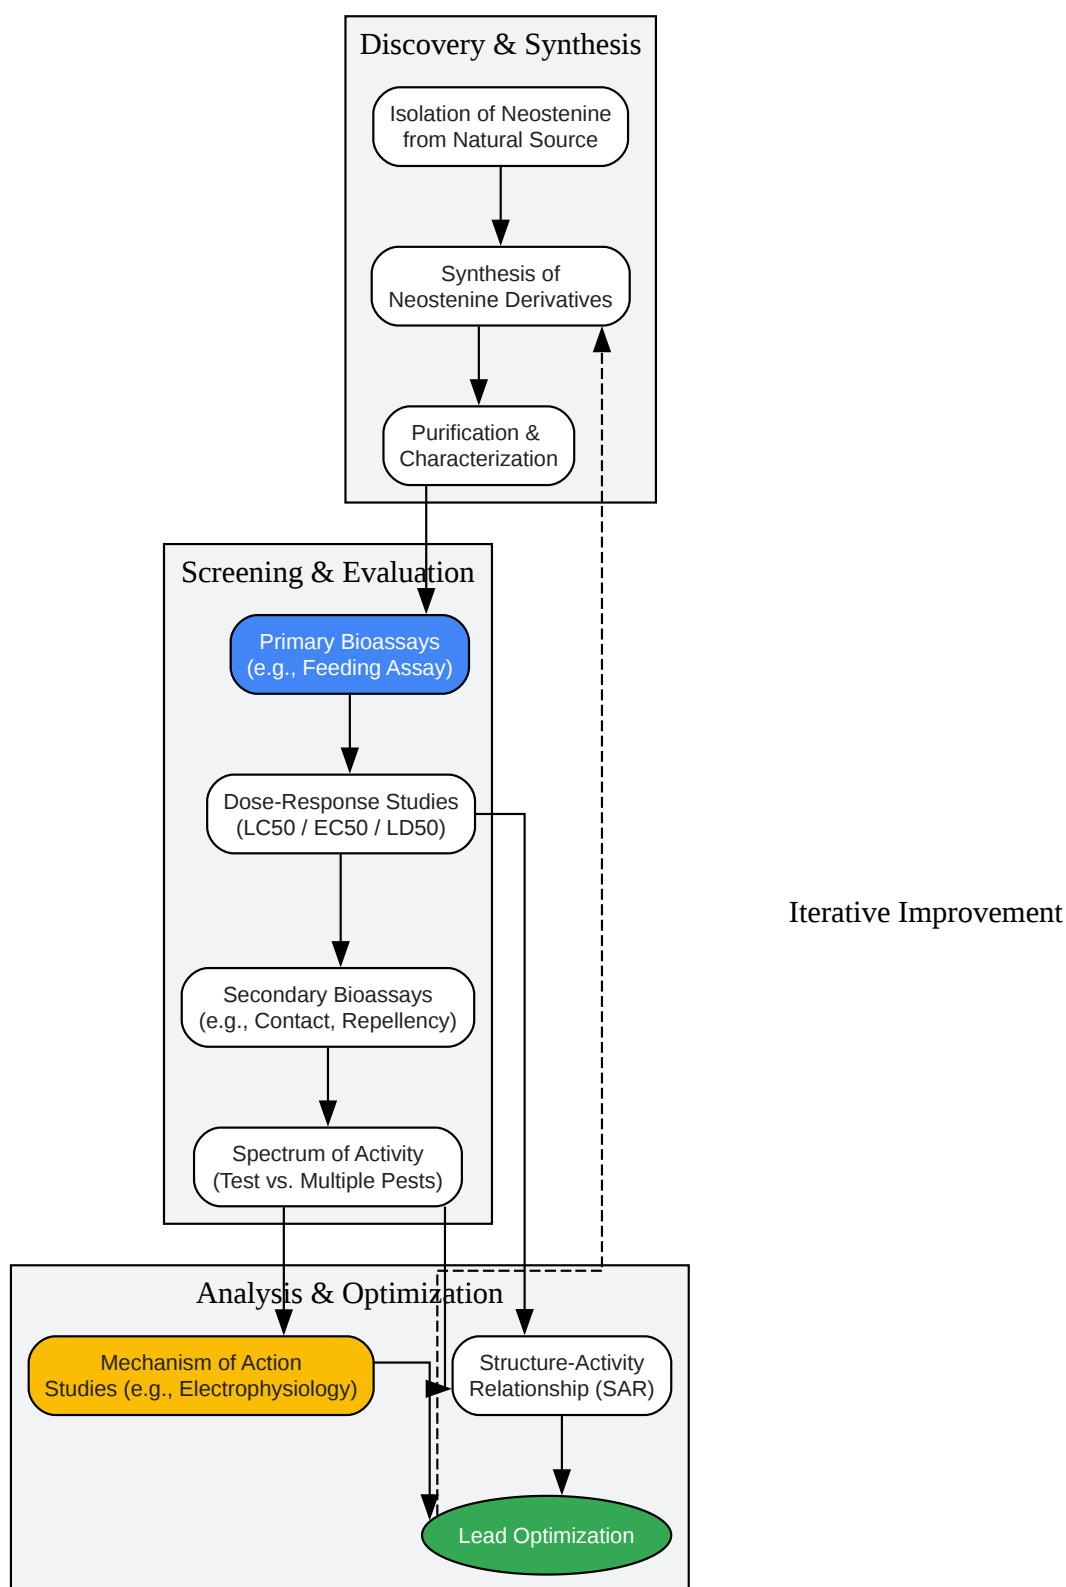 Discovery & Synthesis
Isolation of Neostenine
from Natural Source
Synthesis of
Neostenine Derivatives
Purification &
Characterization
Screening & Evaluation
Primary Bioassays
(e.g., Feeding Assay)
Dose-Response Studies
(LC50 / EC50 / LD50)
Iterative Improvement
Secondary Bioassays
(e.g., Contact, Repellency)
Spectrum of Activity
(Test vs. Multiple Pests)
Analysis & Optimization
Mechanism of Action
Studies (e.g., Electrophysiology)
Structure-Activity
Relationship (SAR)
Lead Optimization